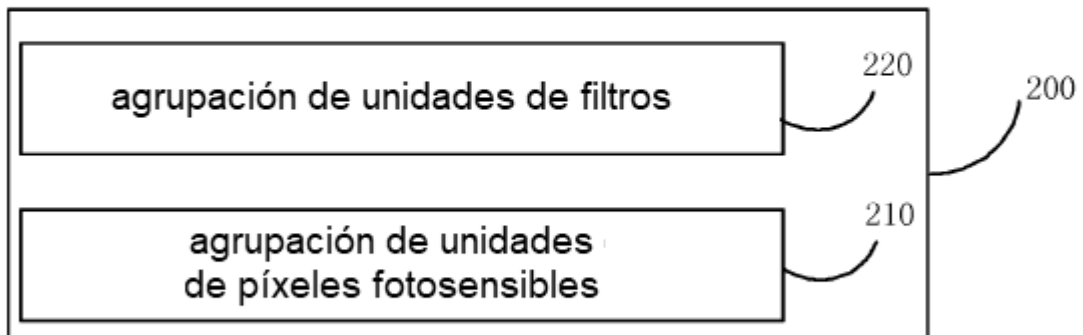 agrupación de unidades de filtros
220
200
agrupación de unidades
de píxeles fotosensibles
210